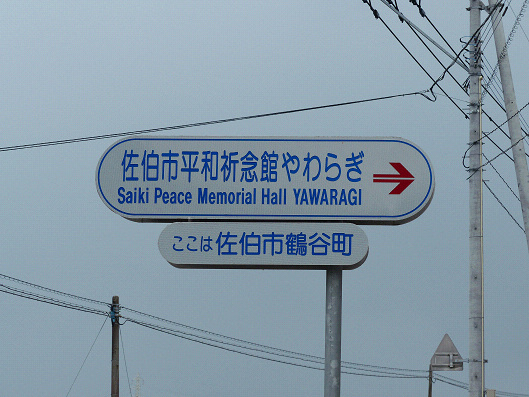 佐伯市平和祈念館やわらぎ
Saiki Peace Memorial Hall YAWARAGI
ここは佐伯市鶴谷町